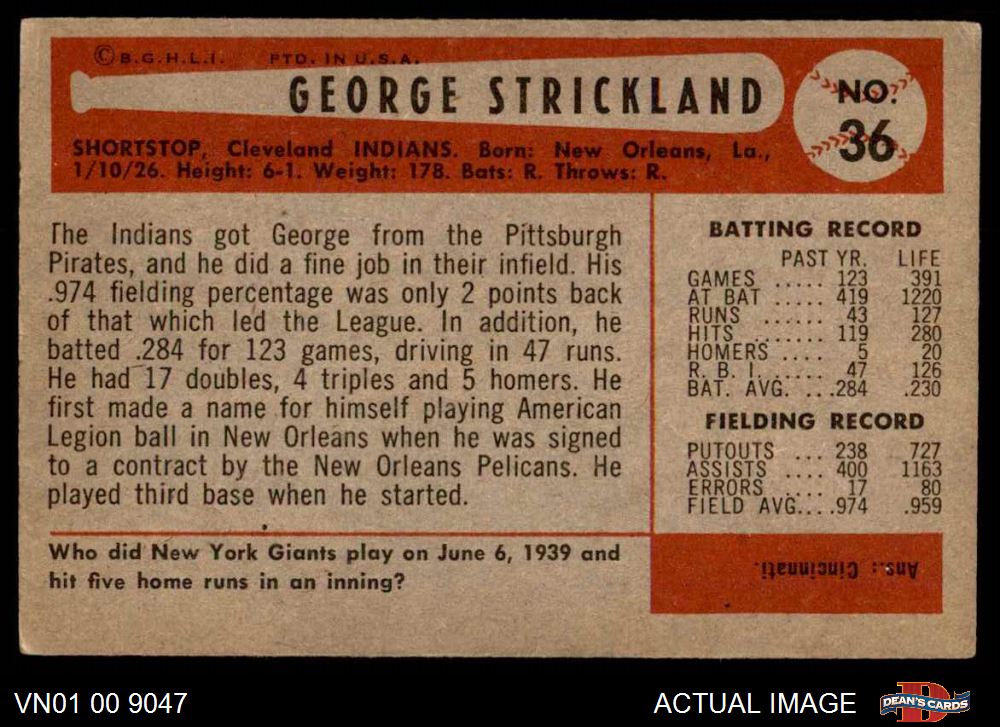 ©B.G.H.L.I. PTD. IN U.S.A.
GEORGE STRICKLAND
NO.
36
SHORTSTOP, Cleveland INDIANS. Born: New Orleans, La.,
1/10/26. Height: 6-1. Weight: 178. Bats: R. Throws: R.
The Indians got George from the Pittsburgh
Pirates, and he did a fine job in their infield. His
.974 fielding percentage was only 2 points back
of that which led the League. In addition, he
batted .284 for 123 games, driving in 47 runs.
He had 17 doubles, 4 triples and 5 homers. He
first made a name for himself playing American
Legion ball in New Orleans when he was signed
to a contract by the New Orleans Pelicans. He
played third base when he started.
BATTING RECORD
PAST YR. LIFE
GAMES ..... 123 391
AT BAT ..... 419 1220
RUNS ...... 43 127
HITS ....... 119 280
HOMERS .... 5 20
R. B. I. ..... 47 126
BAT. AVG. ...284 .230
FIELDING RECORD
PUTOUTS ... 238 727
ASSISTS .... 400 1163
ERRORS .... 17 80
FIELD AVG....974 .959
Who did New York Giants play on June 6, 1939 and
hit five home runs in an inning?
Ans.: Cincinnati.
VN01 00 9047
ACTUAL IMAGE
DEAN'S CARDS